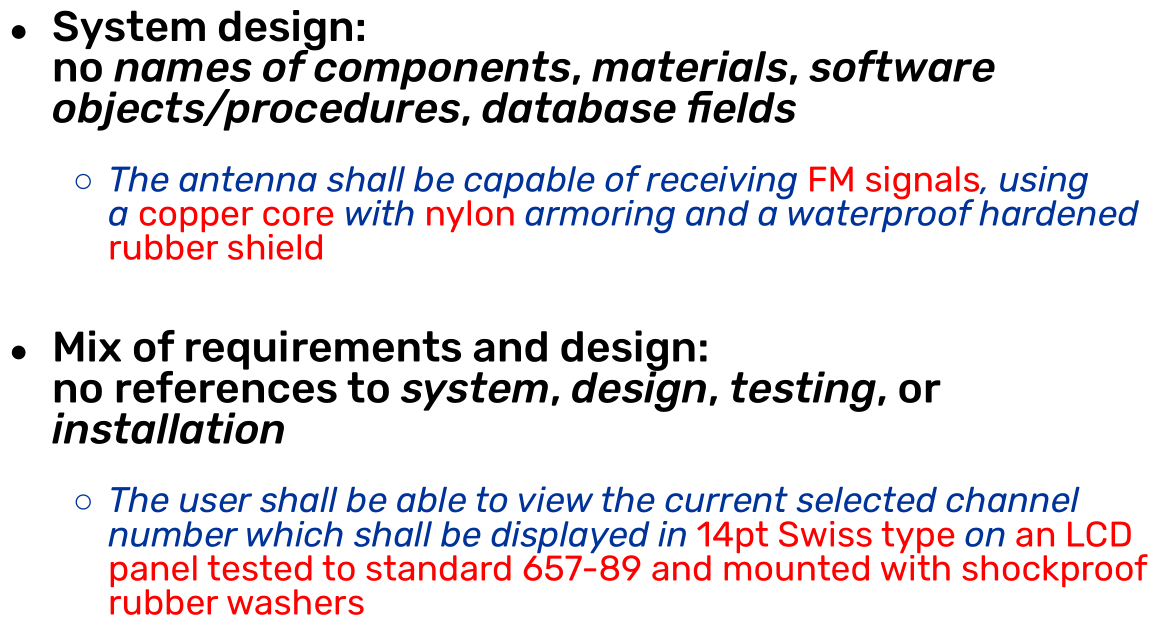 ● System design:
no names of components, materials, software
objects/procedures, database fields
○ The antenna shall be capable of receiving FM signals, using
a copper core with nylon armoring and a waterproof hardened
rubber shield
● Mix of requirements and design:
no references to system, design, testing, or
installation
○ The user shall be able to view the current selected channel
number which shall be displayed in 14pt Swiss type on an LCD
panel tested to standard 657-89 and mounted with shockproof
rubber washers